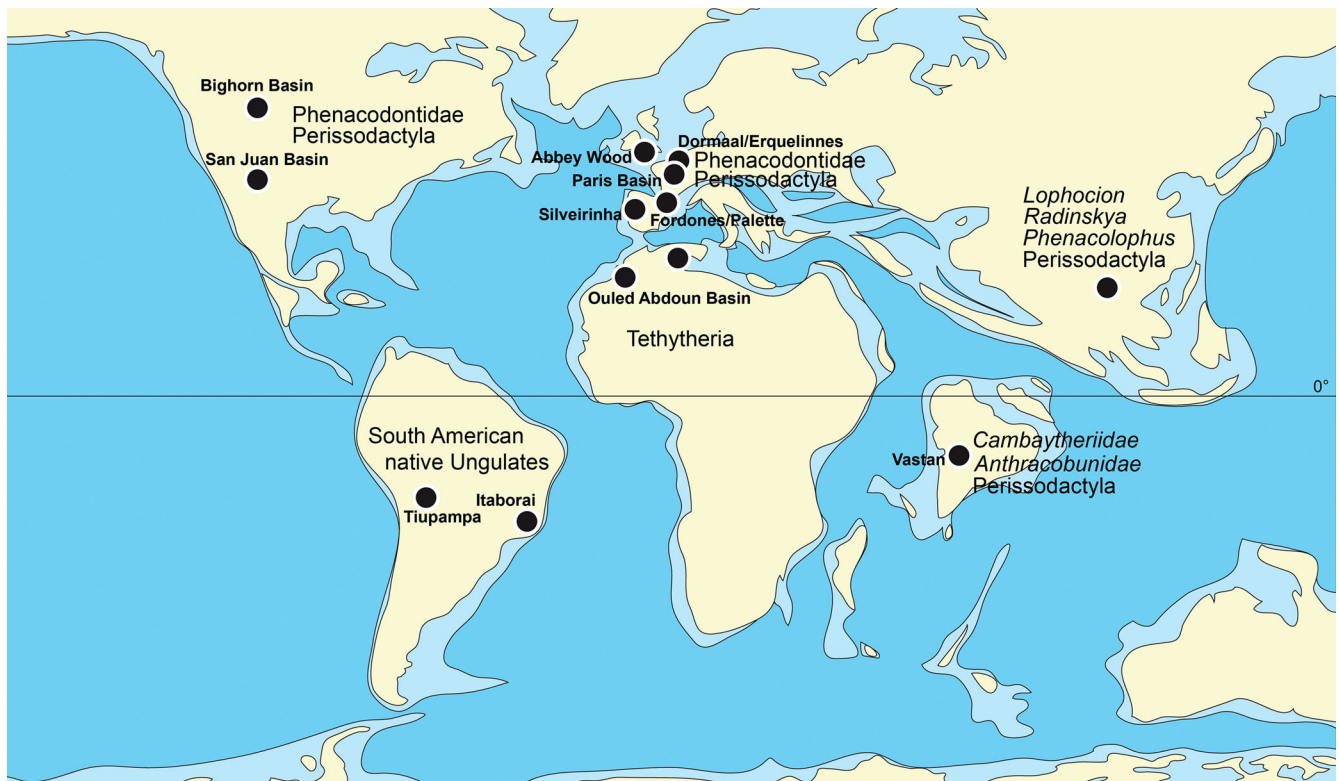 Bighorn Basin
Phenacodontidae
Perissodactyla
San Juan Basin
Dormaal/Erquelinnes
Abbey Wood
Phenacodontidae
Paris Basin
Perissodactyla
Silveirinha
Fordones/Palette
Lophocion
Radinskya
Phenacolophus
Perissodactyla
Ouled Abdoun Basin
Tethytheria
0°
South American
native Ungulates
Itaborai
Tiupampa
Cambaytheriidae
Vastan
Anthracobunidae
Perissodactyla